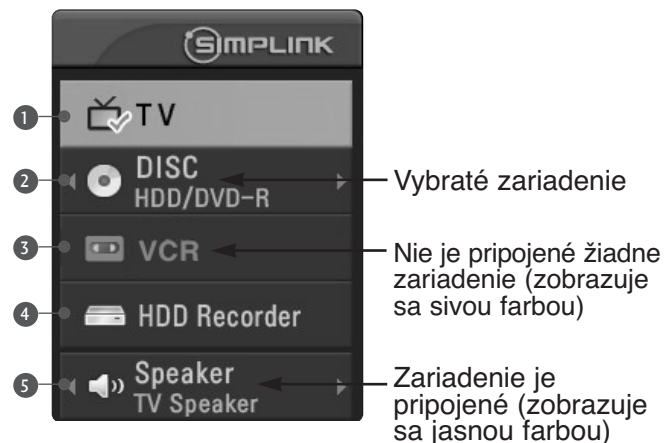 SIMPLINK
1 TV
2 DISC
HDD/DVD-R
Vybraté zariadenie
3 VCR
Nie je pripojené žiadne
zariadenie (zobrazuje
sa sivou farbou)
4 HDD Recorder
5 Speaker
TV Speaker
Zariadenie je
pripojené (zobrazuje
sa jasnou farbou)